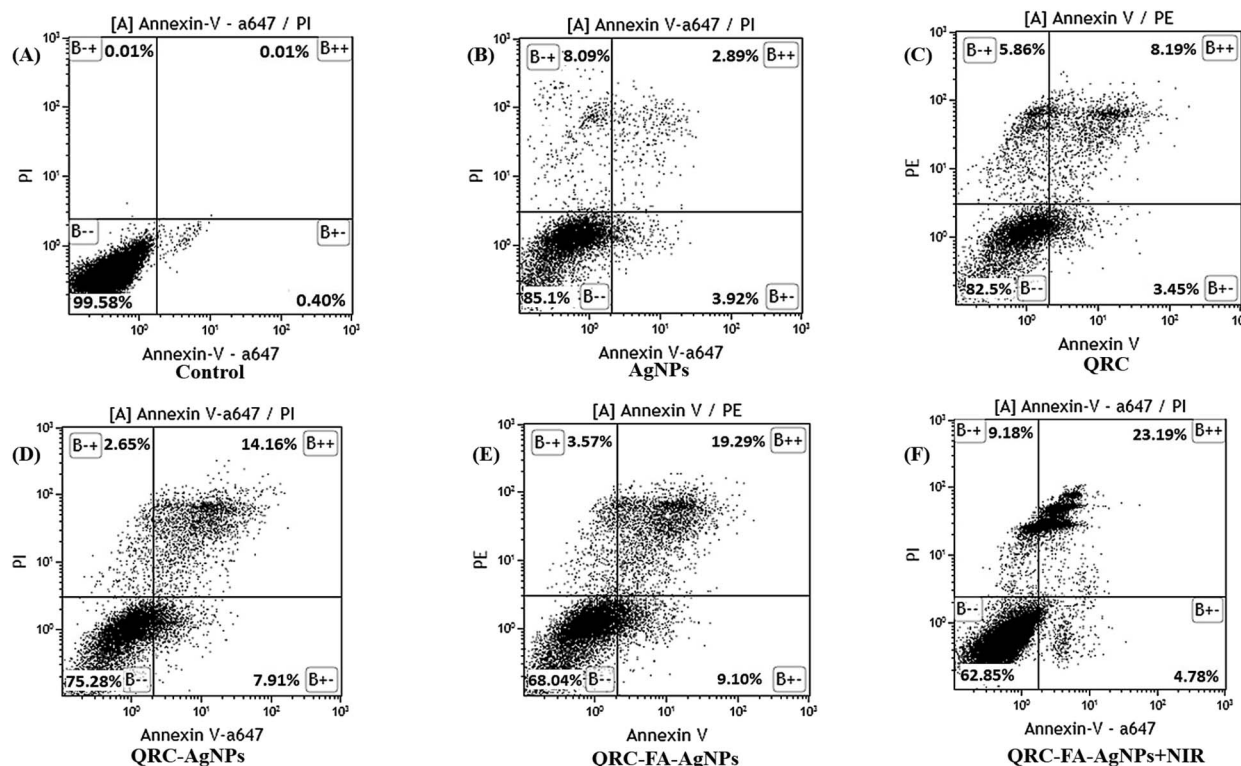 [A] Annexin-V - a647 / PI
(A)
10³
B-+ 0.01%
0.01% B++
10²
PI
10¹
10⁰
B--
B+-
99.58%
0.40%
10⁰ 10¹ 10² 10³
Annexin-V - a647
Control
[A] Annexin V-a647 / PI
(B)
10³
B-+ 8.09%
2.89% B++
10²
PI
10¹
10⁰
85.1% B--
3.92% B+-
10⁰ 10¹ 10² 10³
Annexin V-a647
AgNPs
[A] Annexin V / PE
(C)
10³
B-+ 5.86%
8.19% B++
10²
PE
10¹
10⁰
82.5% B--
3.45% B+-
10⁰ 10¹ 10² 10³
Annexin V
QRC
[A] Annexin V-a647 / PI
(D)
10³
B-+ 2.65%
14.16% B++
10²
PI
10¹
10⁰
75.28% B--
7.91% B+-
10⁰ 10¹ 10² 10³
Annexin V-a647
QRC-AgNPs
[A] Annexin V / PE
(E)
10³
B-+ 3.57%
19.29% B++
10²
PE
10¹
10⁰
68.04% B--
9.10% B+-
10⁰ 10¹ 10² 10³
Annexin V
QRC-FA-AgNPs
[A] Annexin-V - a647 / PI
(F)
10³
B-+ 9.18%
23.19% B++
10²
PI
10¹
10⁰
B--
B+-
62.85%
4.78%
10⁰ 10¹ 10² 10³
Annexin-V - a647
QRC-FA-AgNPs+NIR